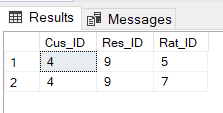 Results Messages
Cus_ID Res_ID Rat_ID
1 4 9 5
2 4 9 7